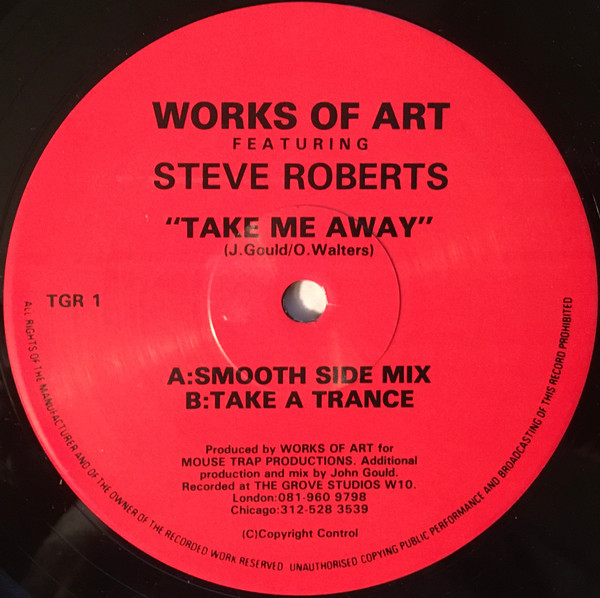 WORKS OF ART
FEATURING
STEVE ROBERTS
"TAKE ME AWAY"
(J.Gould/O.Walters)
TGR 1
A:SMOOTH SIDE MIX
B:TAKE A TRANCE
Produced by WORKS OF ART for
MOUSE TRAP PRODUCTIONS. Additional
production and mix by John Gould.
Recorded at THE GROVE STUDIOS W10.
London:081-960 9798
Chicago:312-528 3539
(C)Copyright Control
ALL RIGHTS OF THE MANUFACTURER AND OF THE OWNER OF THE RECORDED WORK RESERVED. UNAUTHORISED COPYING PUBLIC PERFORMANCE AND BROADCASTING OF THIS RECORD PROHIBITED